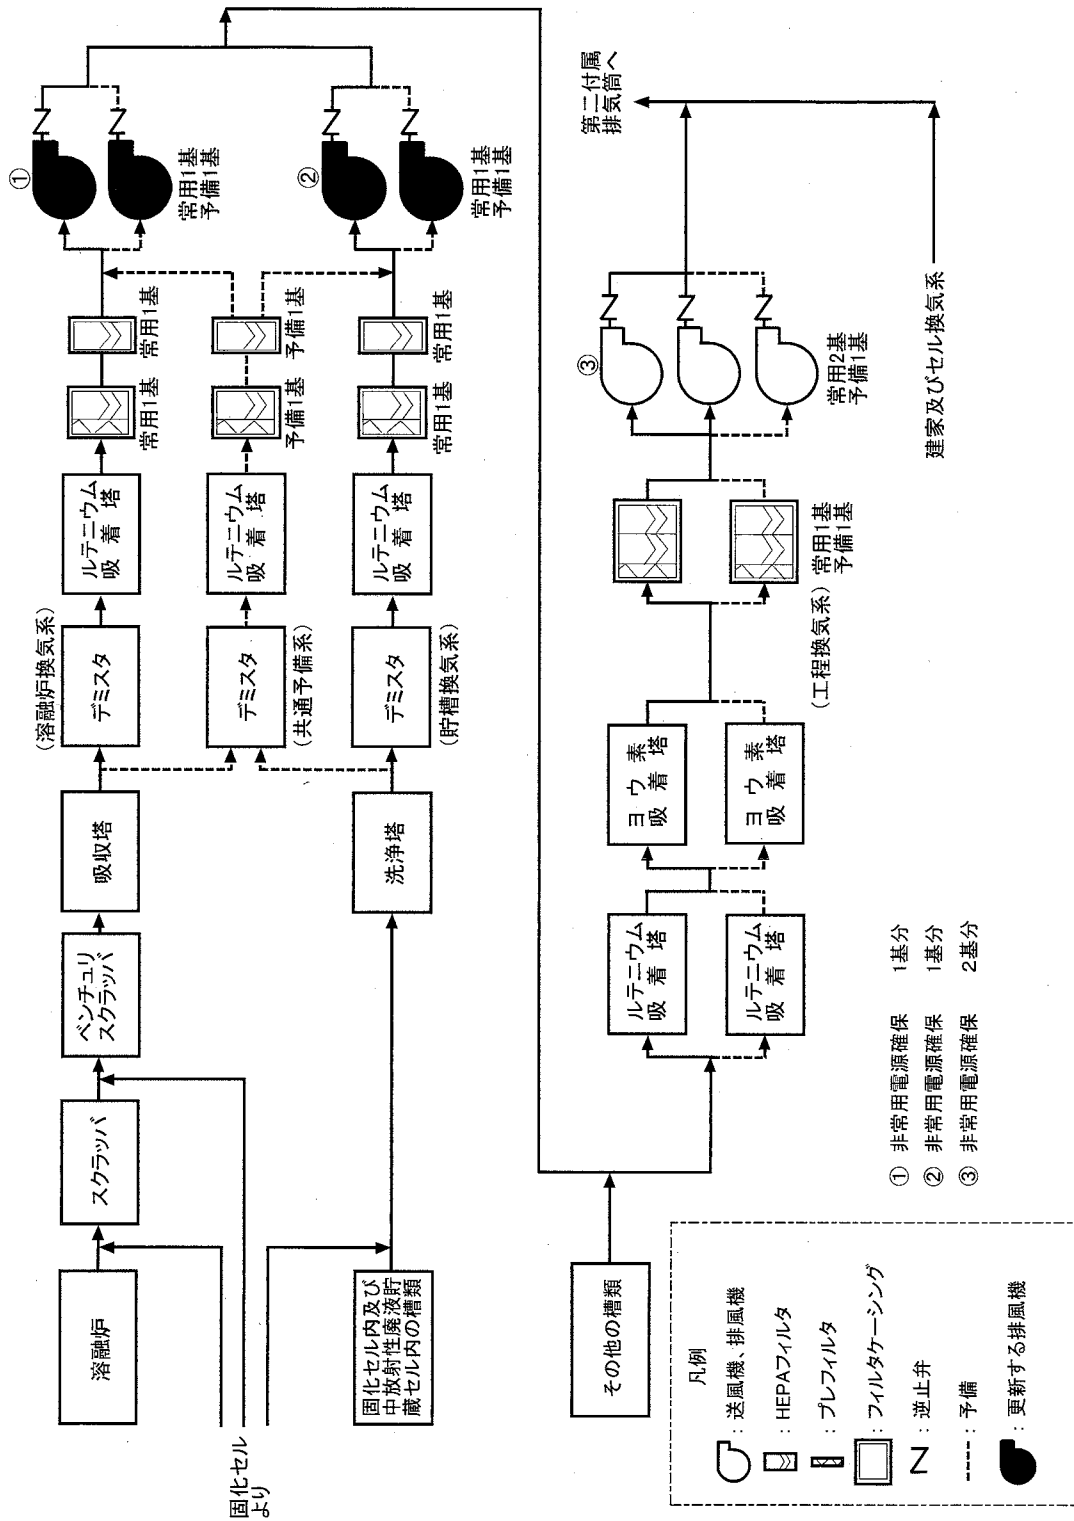 固化セル
より
溶融炉
スクラッバ
ベンチュリ
スクラッバ
吸収塔
(溶融炉換気系)
デミスタ
ルテニウム
吸着塔
常用1基
常用1基
①
常用1基
予備1基
(共通予備系)
デミスタ
ルテニウム
吸着塔
予備1基
予備1基
固化セル内及び
中放射性廃液貯
蔵セル内の槽類
洗浄塔
(貯槽換気系)
デミスタ
ルテニウム
吸着塔
常用1基
常用1基
②
常用1基
予備1基
その他の槽類
ルテニウム
吸着塔
ルテニウム
吸着塔
ヨウ素
吸着塔
ヨウ素
吸着塔
(工程換気系)
常用1基
予備1基
③
常用2基
予備1基
第二付属
排気筒へ
建家及びセル換気系
① 非常用電源確保 1基分
② 非常用電源確保 1基分
③ 非常用電源確保 2基分
凡例
: 送風機、排風機
: HEPAフィルタ
: プレフィルタ
: フィルタケーシング
: 逆止弁
: 予備
: 更新する排風機